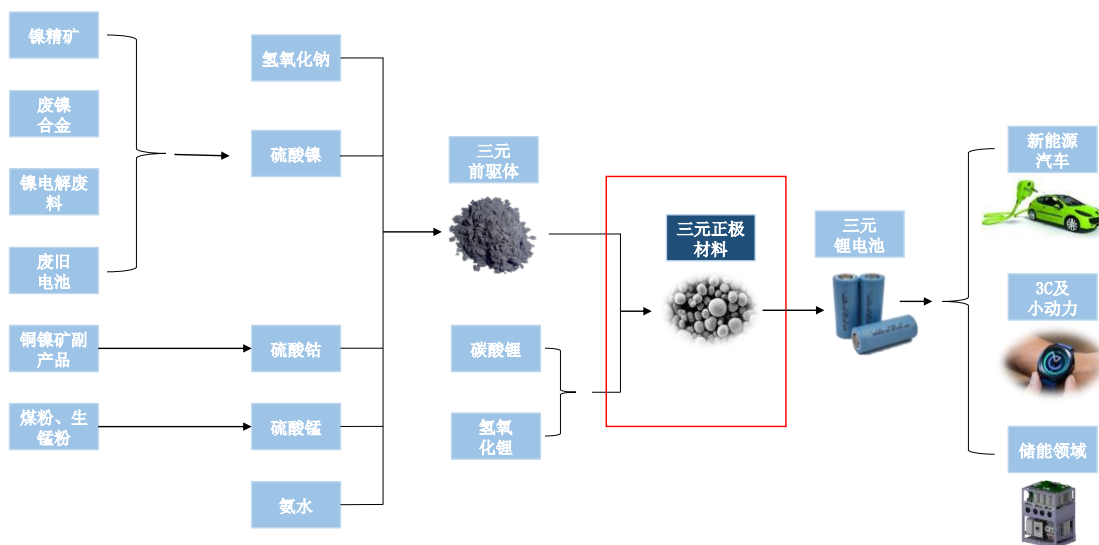 镍精矿
废镍
合金
镍电解废
料
废旧
电池
铜镍矿副
产品
煤粉、生
锰粉
氢氧化钠
硫酸镍
硫酸钴
硫酸锰
氨水
三元
前驱体
碳酸锂
氢氧
化锂
三元正极
材料
三元
锂电池
新能源
汽车
3C及
小动力
储能领域